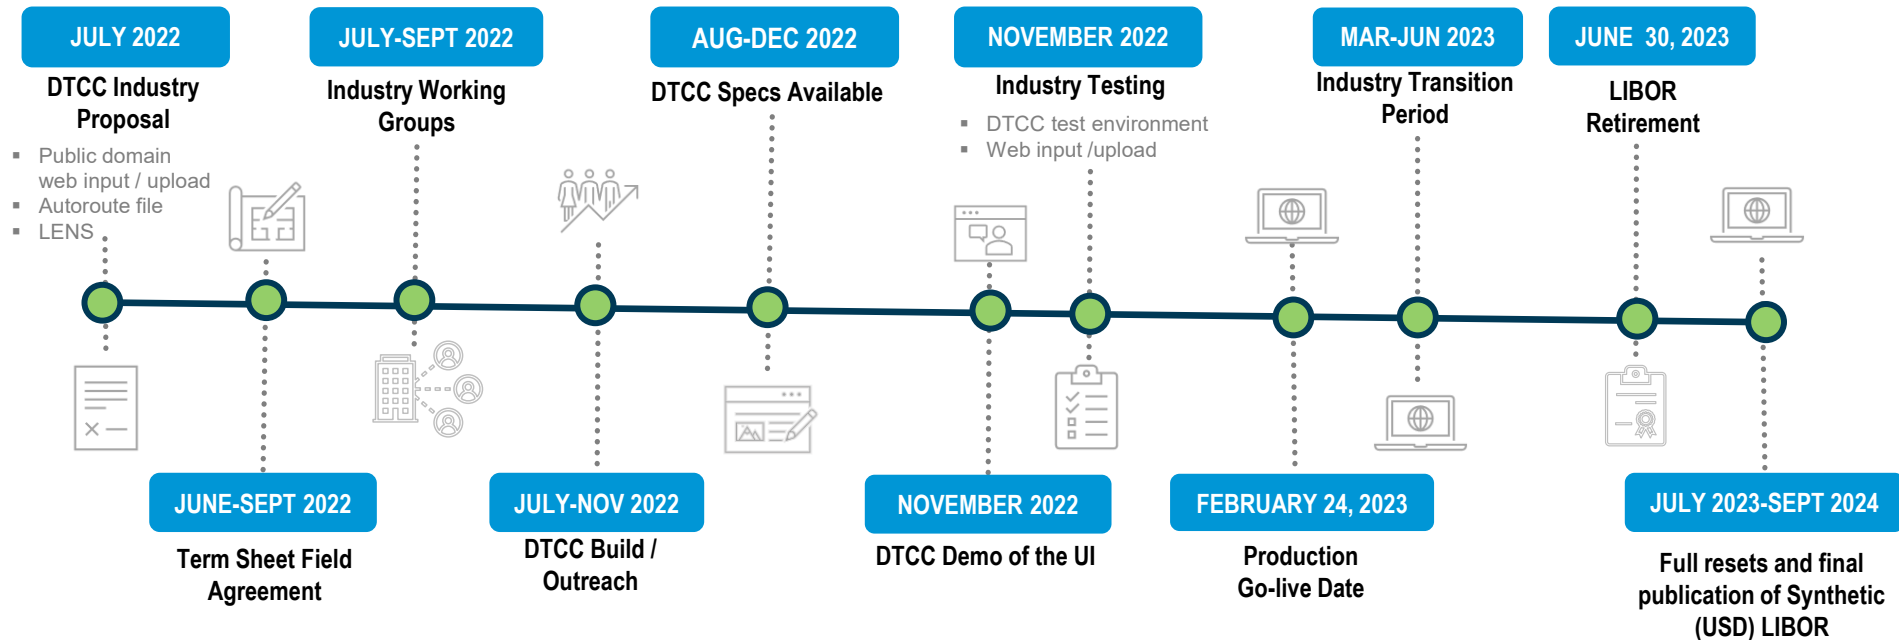 JULY 2022
DTCC Industry
Proposal
▪ Public domain
web input / upload
▪ Autoroute file
▪ LENS
JUNE-SEPT 2022
Term Sheet Field
Agreement
JULY-SEPT 2022
Industry Working
Groups
JULY-NOV 2022
DTCC Build /
Outreach
AUG-DEC 2022
DTCC Specs Available
NOVEMBER 2022
DTCC Demo of the UI
NOVEMBER 2022
Industry Testing
▪ DTCC test environment
▪ Web input /upload
FEBRUARY 24, 2023
Production
Go-live Date
MAR-JUN 2023
Industry Transition
Period
JUNE 30, 2023
LIBOR
Retirement
JULY 2023-SEPT 2024
Full resets and final
publication of Synthetic
(USD) LIBOR